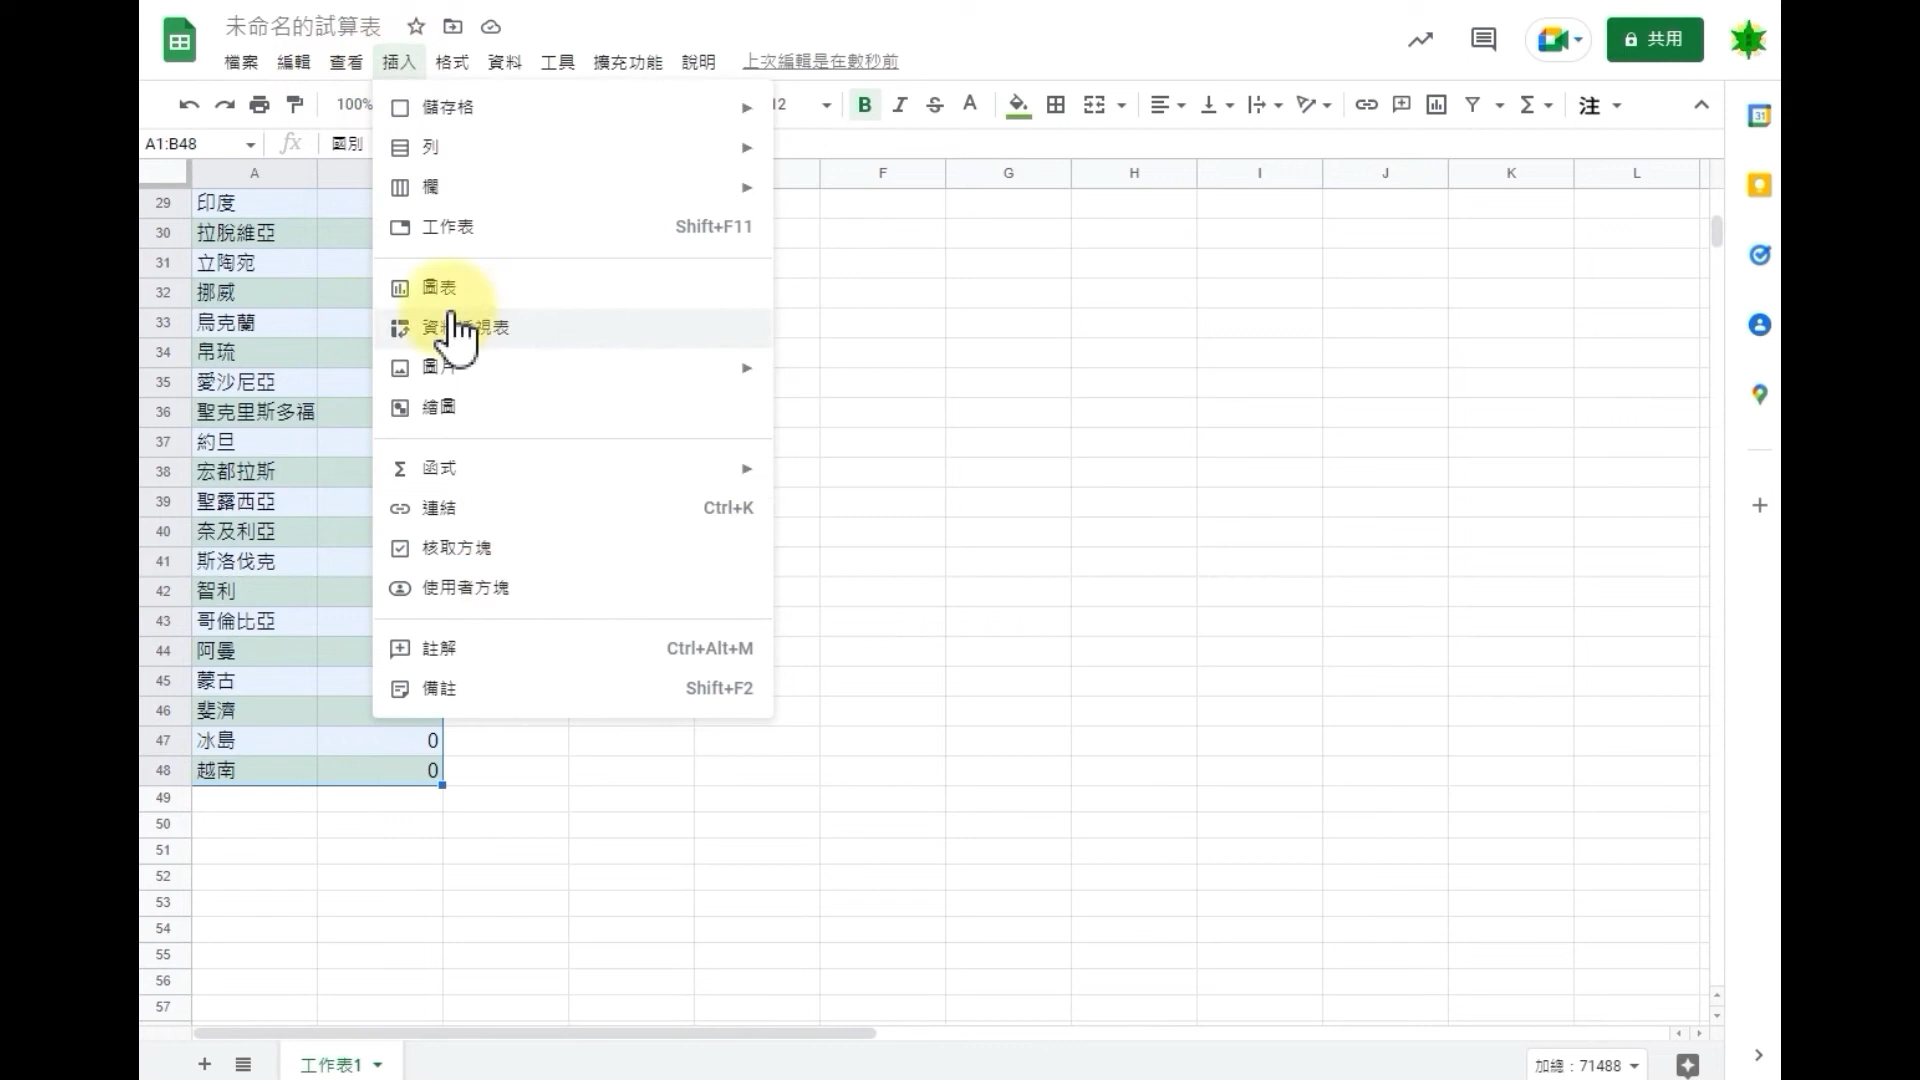 未命名的試算表
檔案 編輯 查看 插入 格式 資料 工具 擴充功能 說明 上次編輯是在數秒前
共用
100% 12 B I S A Σ 注
A1:B48 fx 國別
A F G H I J K L
儲存格
列
欄
工作表 Shift+F11
圖表
圖片
繪圖
Σ 函式
連結 Ctrl+K
核取方塊
使用者方塊
註解 Ctrl+Alt+M
備註 Shift+F2
29 印度
30 拉脫維亞
31 立陶宛
32 挪威
33 烏克蘭
34 帛琉
35 愛沙尼亞
36 聖克里斯多福
37 約旦
38 宏都拉斯
39 聖露西亞
40 奈及利亞
41 斯洛伐克
42 智利
43 哥倫比亞
44 阿曼
45 蒙古
46 斐濟
47 冰島 0
48 越南 0
49
50
51
52
53
54
55
56
57
31
工作表1
加總：71488